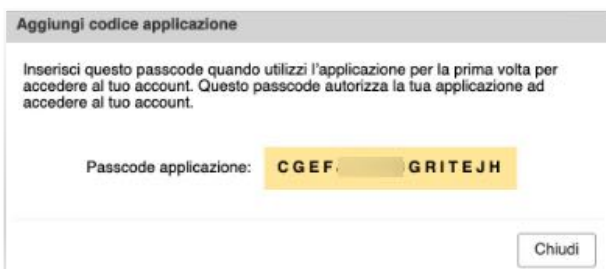 Aggiungi codice applicazione
Inserisci questo passcode quando utilizzi l'applicazione per la prima volta per
accedere al tuo account. Questo passcode autorizza la tua applicazione ad
accedere al tuo account.
Passcode applicazione: CGEF GRITEJH
Chiudi